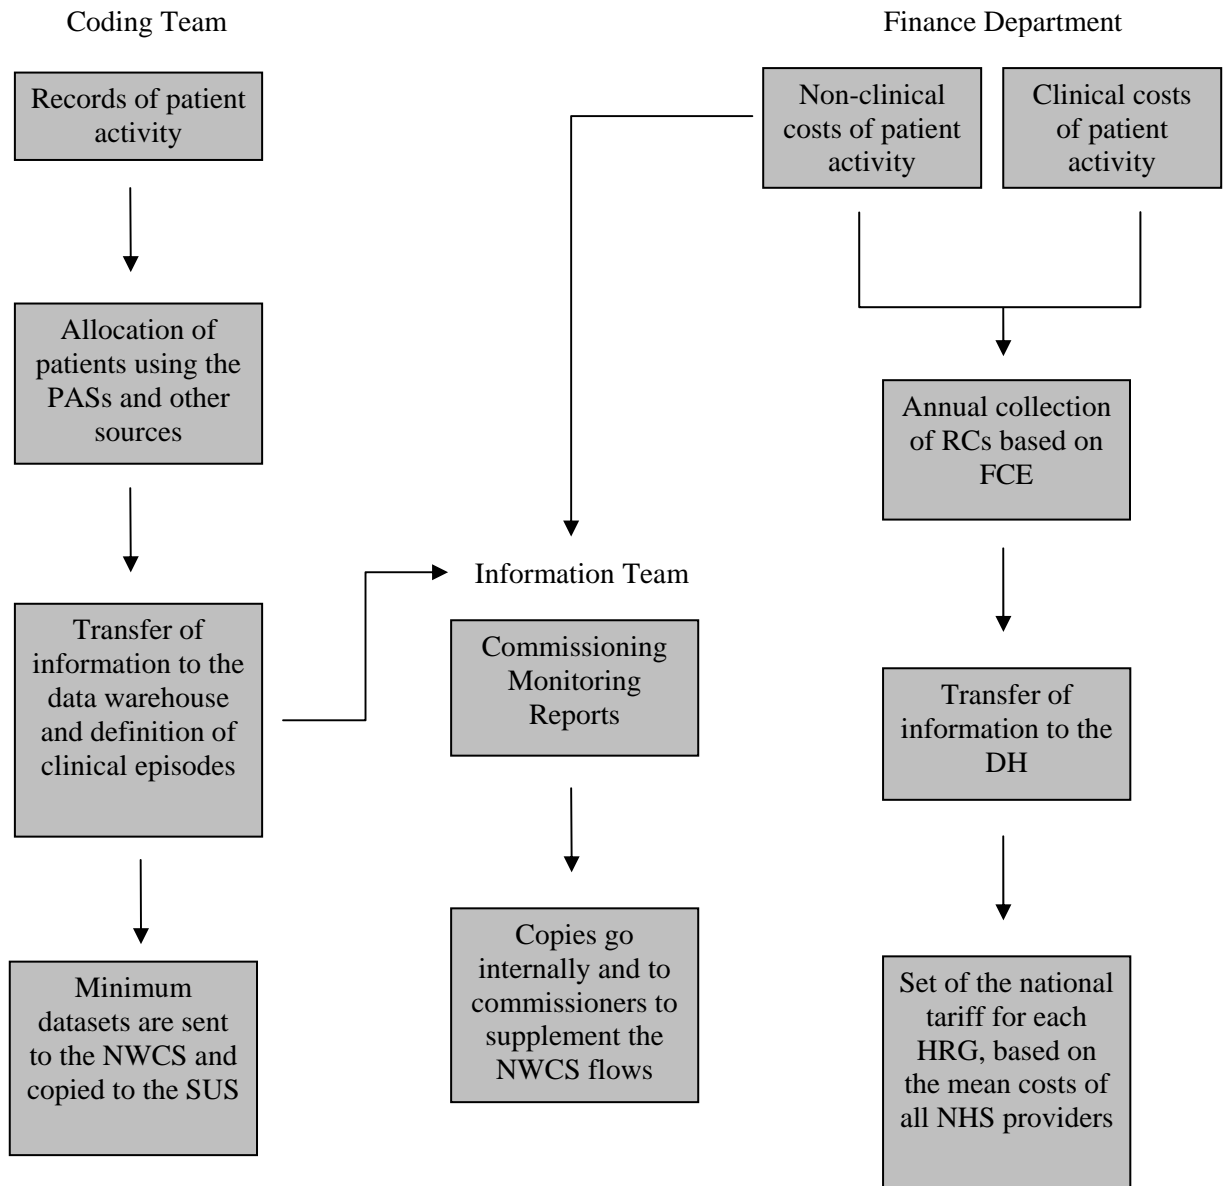 Coding Team
Records of patient
activity
Allocation of
patients using the
PASs and other
sources
Transfer of
information to the
data warehouse
and definition of
clinical episodes
Minimum
datasets are sent
to the NWCS and
copied to the SUS
Information Team
Commissioning
Monitoring
Reports
Copies go
internally and to
commissioners to
supplement the
NWCS flows
Finance Department
Non-clinical
costs of patient
activity
Clinical costs
of patient
activity
Annual collection
of RCs based on
FCE
Transfer of
information to the
DH
Set of the national
tariff for each
HRG, based on
the mean costs of
all NHS providers